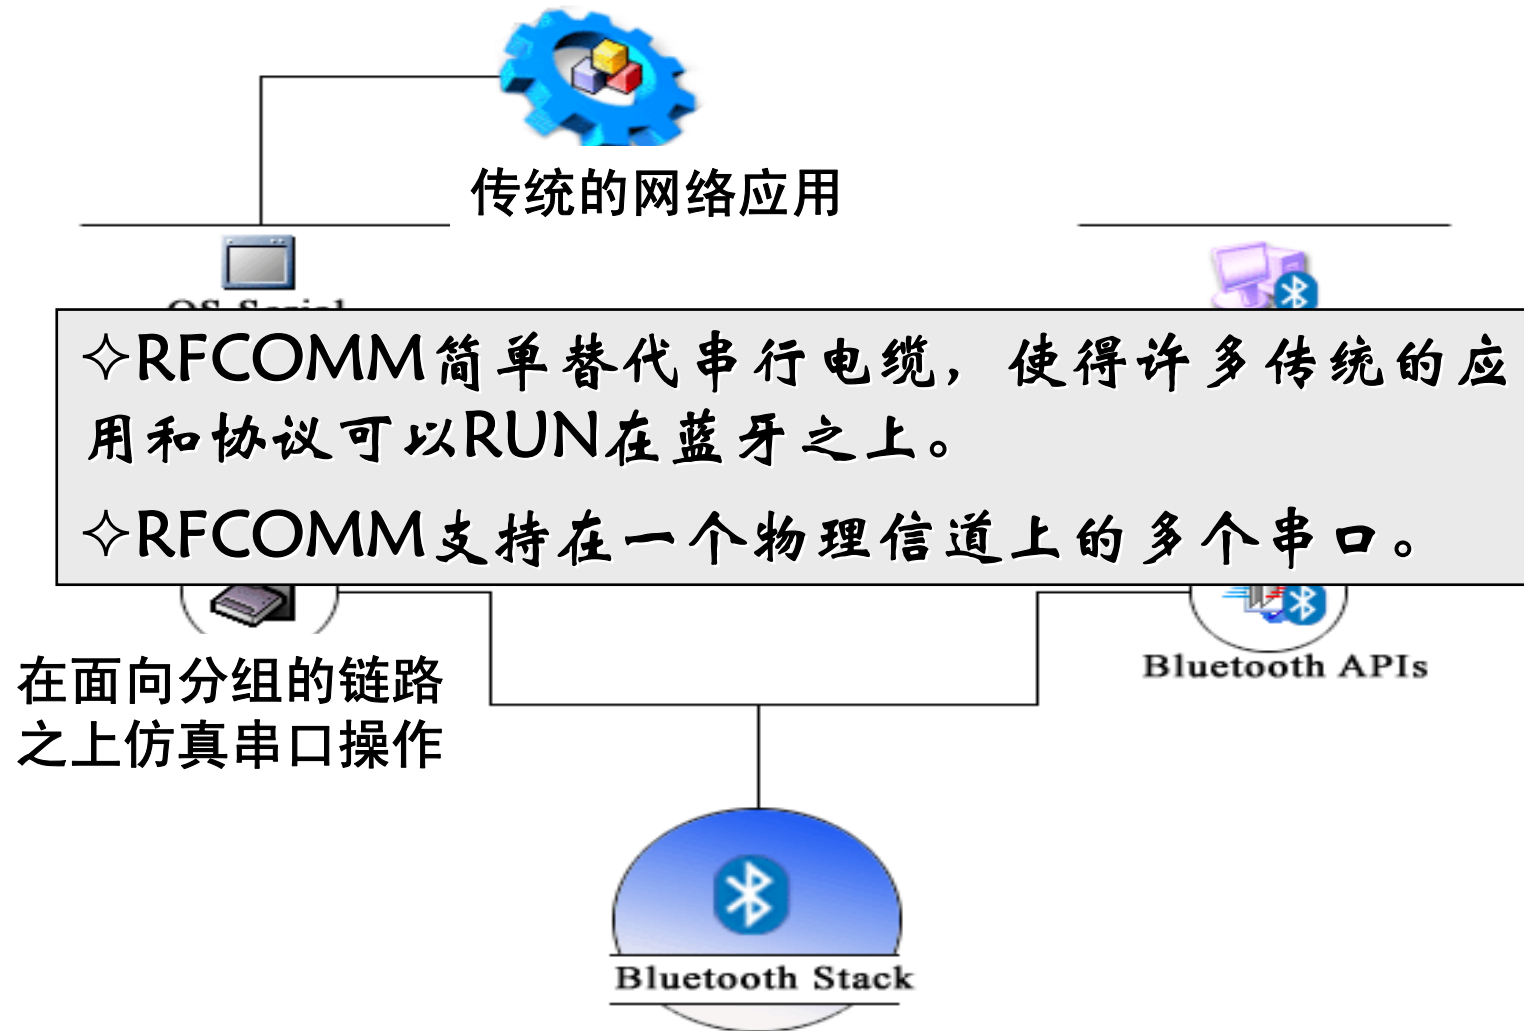 传统的网络应用
OS Serial
✧RFCOMM简单替代串行电缆，使得许多传统的应
用和协议可以RUN在蓝牙之上。
✧RFCOMM支持在一个物理信道上的多个串口。
在面向分组的链路
之上仿真串口操作
Bluetooth APIs
Bluetooth Stack